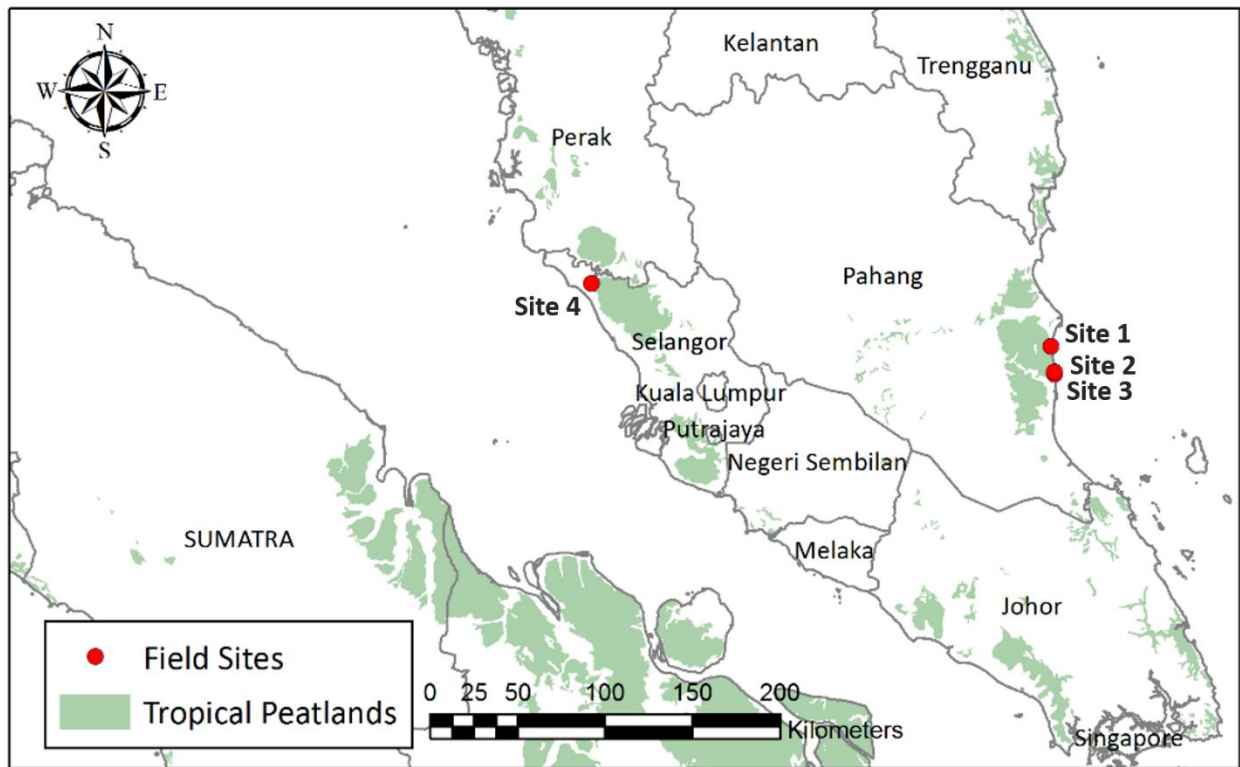 N
W E
S
Kelantan
Trengganu
Perak
Pahang
Site 4
Site 1
Selangor
Site 2
Kuala Lumpur
Site 3
Putrajaya
Negeri Sembilan
SUMATRA
Melaka
Johor
Field Sites
Tropical Peatlands
0 25 50 100 150 200
Kilometers
Singapore